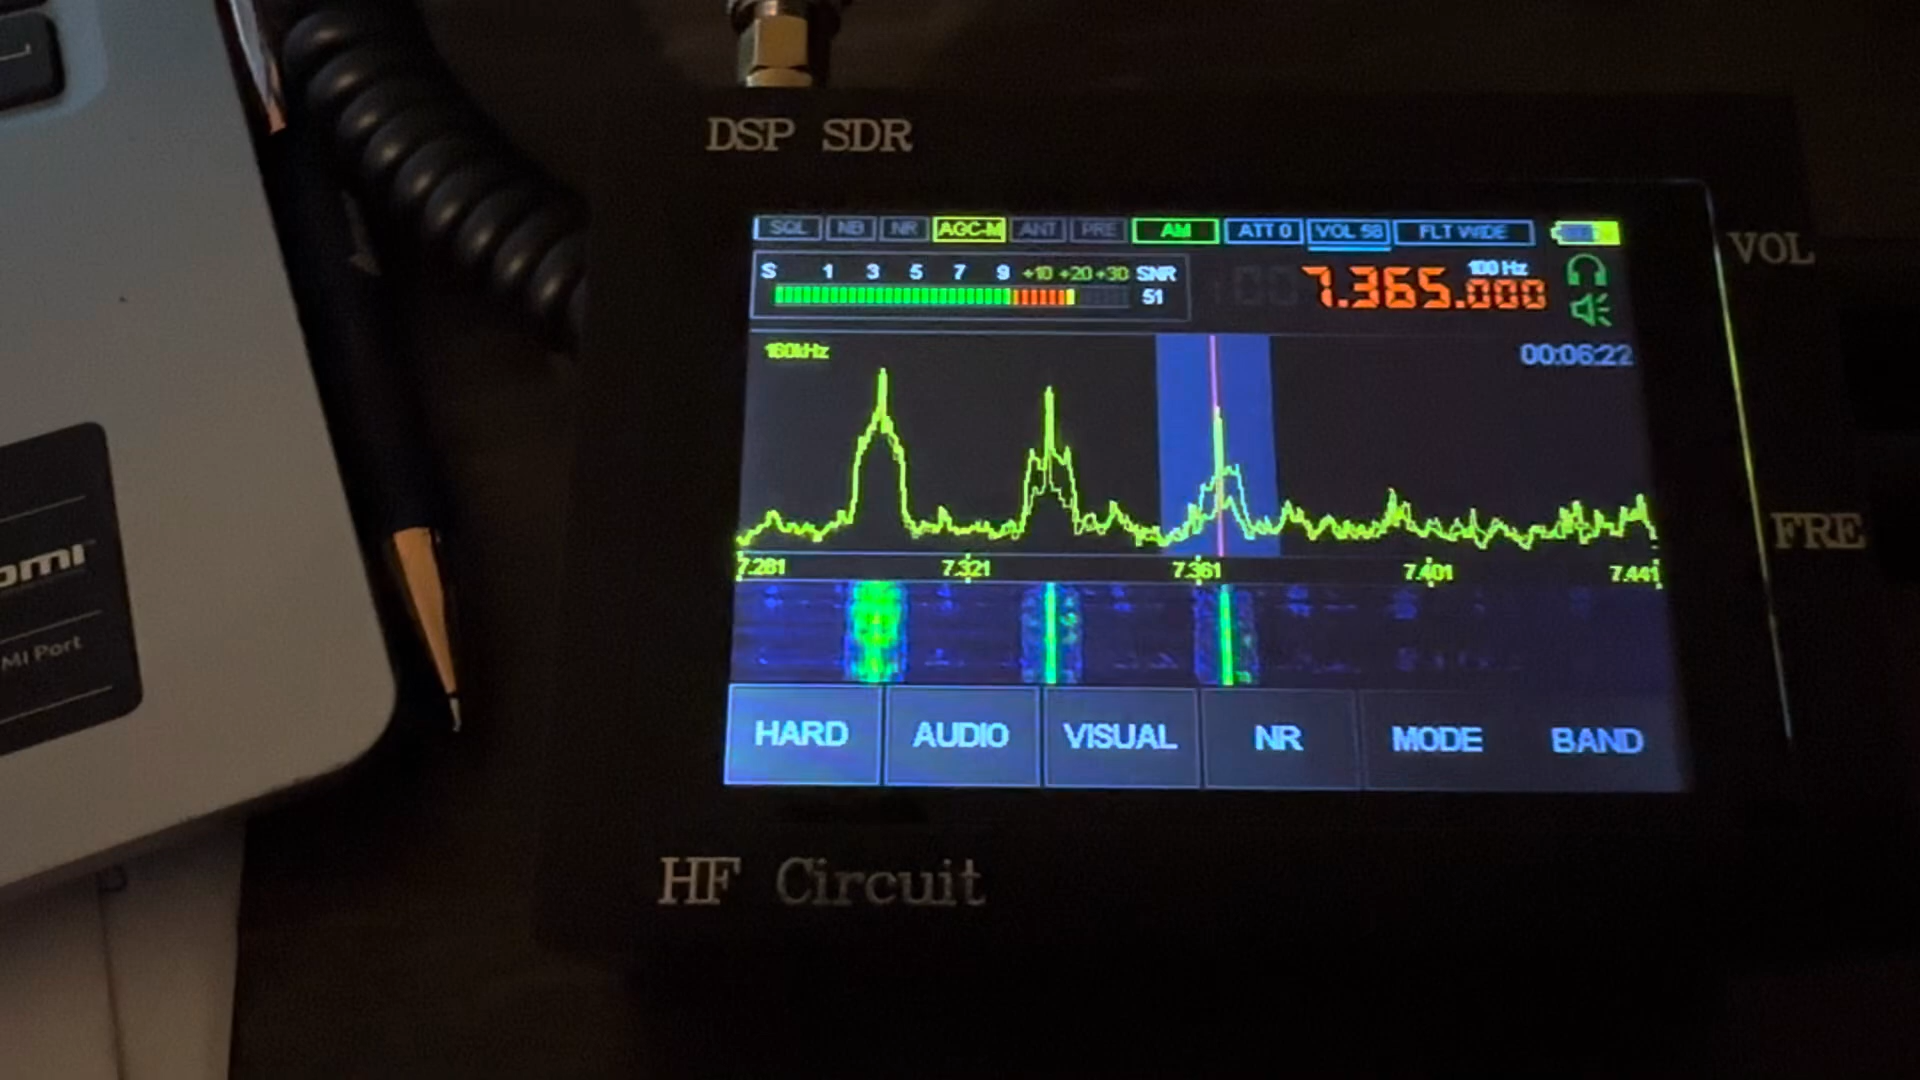 DSP SDR
SQL NB NR AGC-M ANT PRE AM ATT 0 VOL 58 FLT WIDE
VOL
S 1 3 5 7 9 +10 +20 +30 SNR
51
100 Hz
7.365.000
160kHz
00:06:22
FRE
7.281 7.321 7.361 7.401 7.441
HARD AUDIO VISUAL NR MODE BAND
HF Circuit
MI Port